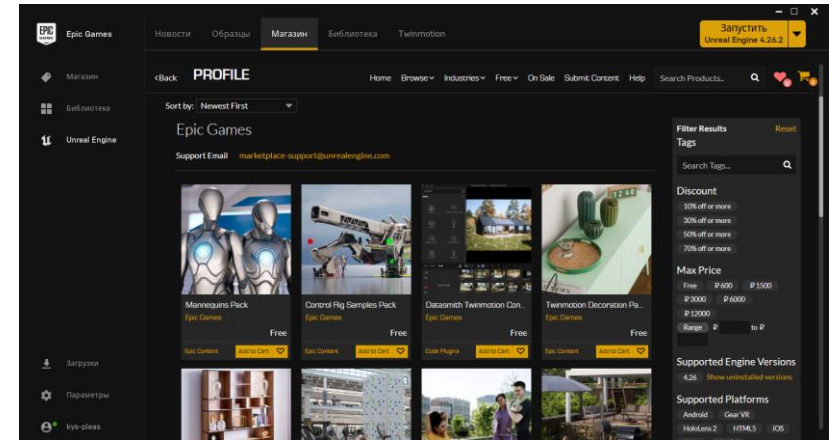 EPIC GAMES
Epic Games
Новости Образцы Магазин Библиотека Twinmotion
Запустить
Unreal Engine 4.26.2
Магазин
Библиотека
Unreal Engine
Загрузки
Параметры
kys-pleas
<Back PROFILE Home Browse Industries Free On Sale Submit Content Help Search Products..
Sort by: Newest First
Epic Games
Support Email marketplace-support@unrealengine.com
Mannequins Pack
Epic Games
Free
Epic Content Add to Cart
Control Rig Samples Pack
Epic Games
Free
Epic Content Add to Cart
Datasmith Twinmotion Con...
Epic Games
Free
Code Plugins Add to Cart
Twinmotion Decoration Pa...
Epic Games
Free
Epic Content Add to Cart
Filter Results Reset
Tags
Search Tags...
Discount
10% off or more
30% off or more
50% off or more
70% off or more
Max Price
Free ₽600 ₽1500
₽3000 ₽6000
₽12000
Range ₽ to ₽
Supported Engine Versions
4.26 Show uninstalled versions
Supported Platforms
Android Gear VR
HoloLens 2 HTML5 IOS